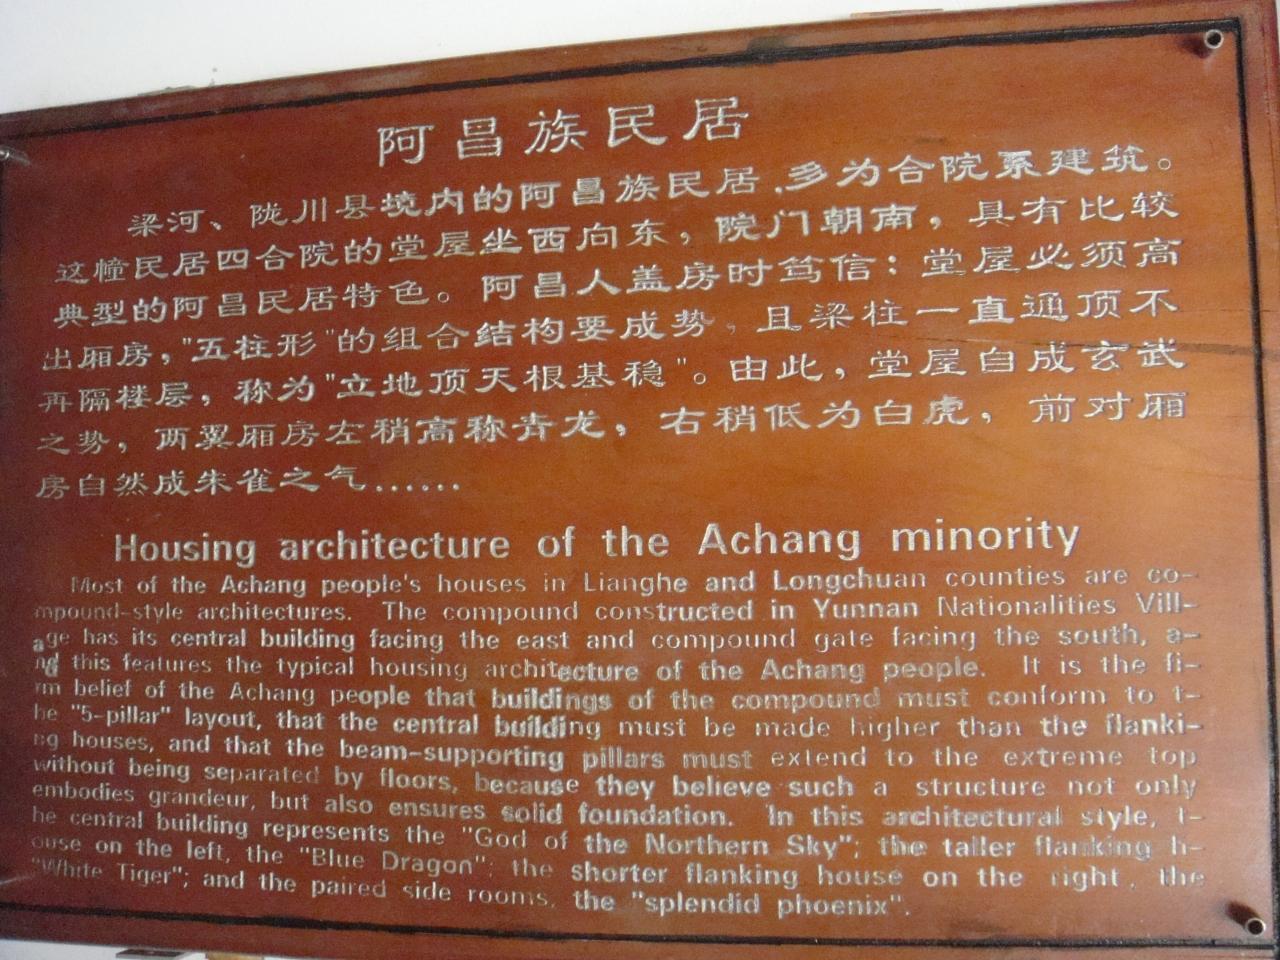 阿昌族民居
梁河、陇川县境内的阿昌族民居,多为合院系建筑。
这幢民居四合院的堂屋坐西向东，院门朝南，具有比较
典型的阿昌民居特色。阿昌人盖房时笃信：堂屋必须高
出厢房，"五柱形"的组合结构要成势，且梁柱一直通顶不
再隔楼层，称为"立地顶天根基稳"。由此，堂屋自成玄武
之势，两翼厢房左稍高称青龙，右稍低为白虎，前对厢
房自然成朱雀之气……
Housing architecture of the Achang minority
Most of the Achang people's houses in Lianghe and Longchuan counties are co-
mpound-style architectures. The compound constructed in Yunnan Nationalities Vill-
age has its central building facing the east and compound gate facing the south, a-
nd this features the typical housing architecture of the Achang people. It is the fi-
rm belief of the Achang people that buildings of the compound must conform to t-
he "5-pillar" layout, that the central building must be made higher than the flanki-
ng houses, and that the beam-supporting pillars must extend to the extreme top
without being separated by floors, because they believe such a structure not only
embodies grandeur, but also ensures solid foundation. In this architectural style, t-
he central building represents the "God of the Northern Sky"; the taller flanking h-
ouse on the left, the "Blue Dragon"; the shorter flanking house on the right, the
"White Tiger"; and the paired side rooms, the "splendid phoenix".